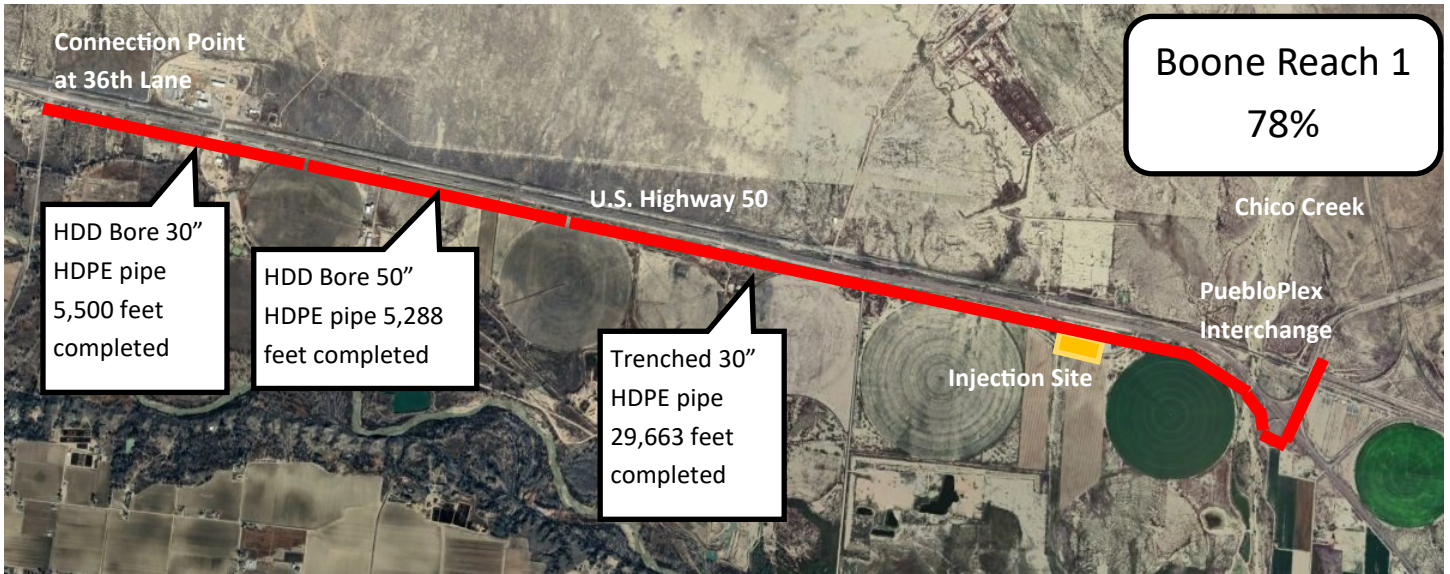 Connection Point
at 36th Lane
Boone Reach 1
78%
U.S. Highway 50
Chico Creek
HDD Bore 30”
HDPE pipe
5,500 feet
completed
HDD Bore 50”
HDPE pipe 5,288
feet completed
Trenched 30”
HDPE pipe
29,663 feet
completed
PuebloPlex
Interchange
Injection Site